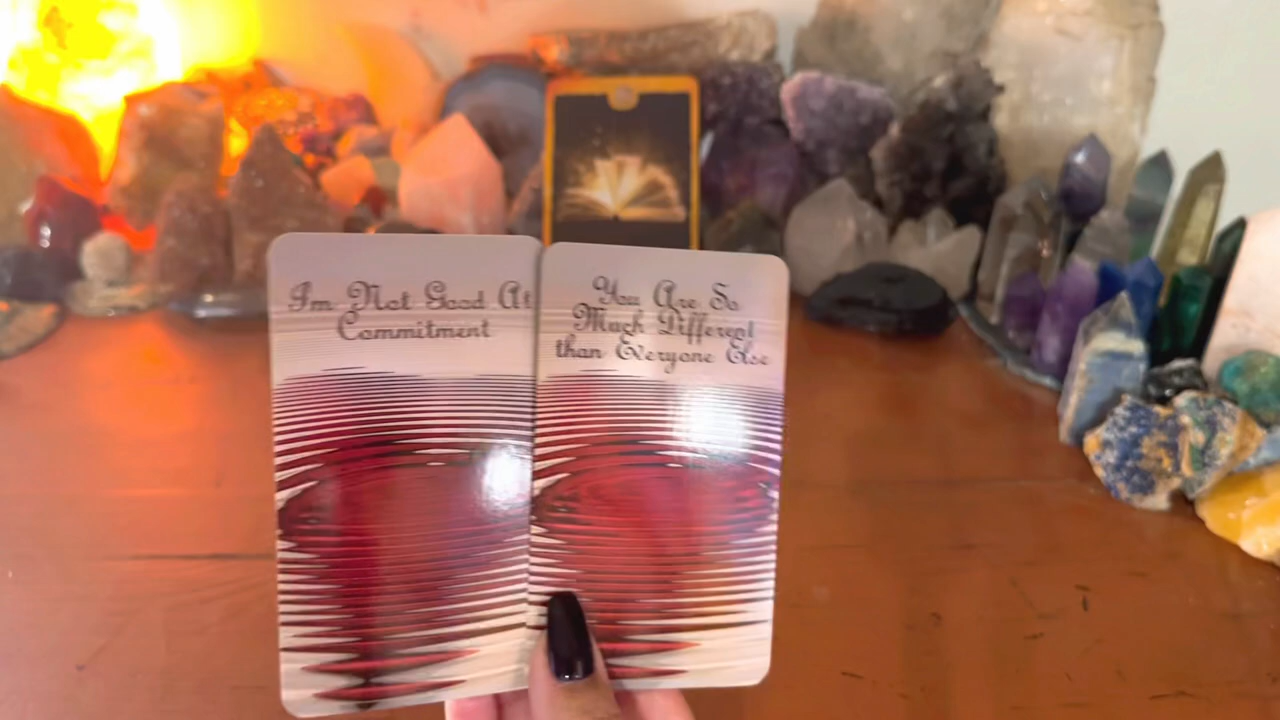 I'm Not Good At
Commitment
You Are So
Much Different
than Everyone Else